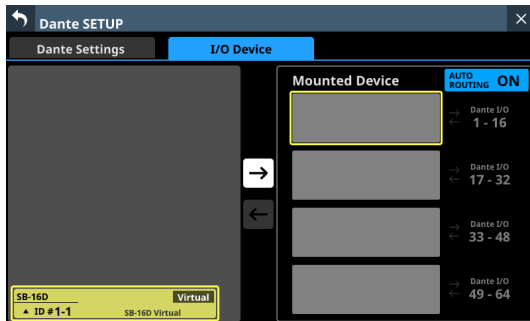 Dante SETUP
Dante Settings
I/O Device
Mounted Device
AUTO ROUTING ON
Dante I/O
1 - 16
Dante I/O
17 - 32
Dante I/O
33 - 48
Dante I/O
49 - 64
SB-16D
Virtual
ID #1-1
SB-16D Virtual